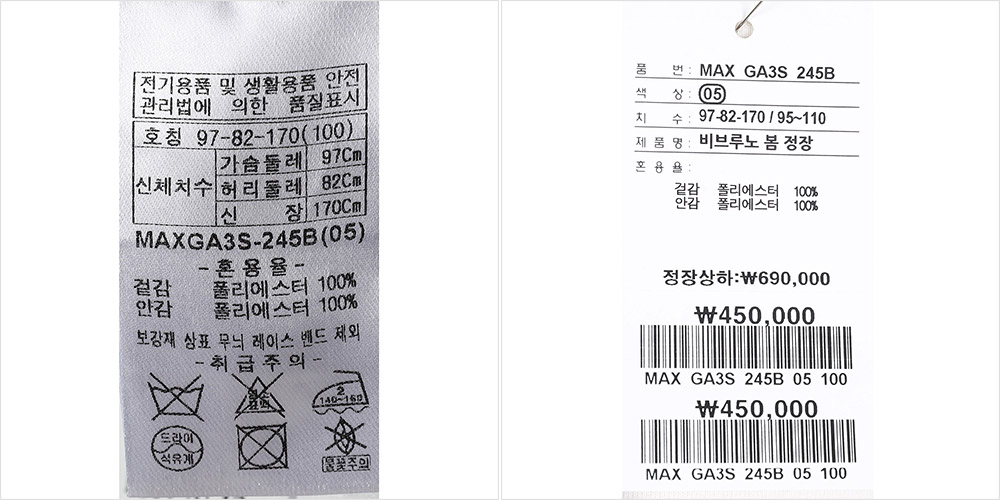 전기용품 및 생활용품 안전
관리법에 의한 품질표시
호칭 97-82-170(100)
신체치수
가슴둘레 97Cm
허리둘레 82Cm
신 장 170Cm
MAXGA3S-245B(05)
-혼용율-
겉감 폴리에스터 100%
안감 폴리에스터 100%
보강재 상표 무늬 레이스 밴드 제외
-취급주의-
염소
표백
2
140~160
드라이
석유계
품 번: MAX GA3S 245B
색 상: 05
치 수: 97-82-170 / 95~110
제 품 명: 비브루노 봄 정장
혼 용 율:
겉감 폴리에스터 100%
안감 폴리에스터 100%
정장상하:₩690,000
₩450,000
MAX GA3S 245B 05 100
₩450,000
MAX GA3S 245B 05 100